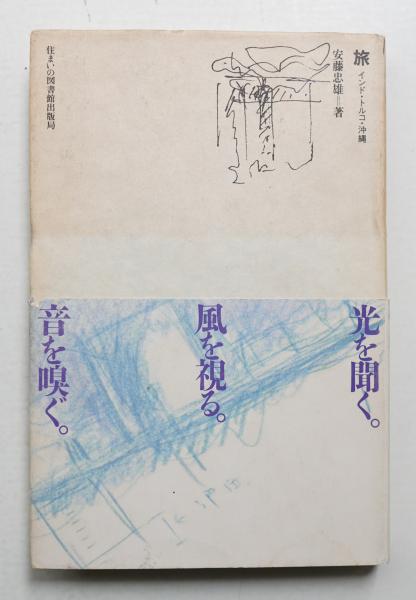 旅
インド・トルコ・沖縄
安藤忠雄＝著
住まいの図書館出版局
光を聞く。
風を視る。
音を嗅ぐ。